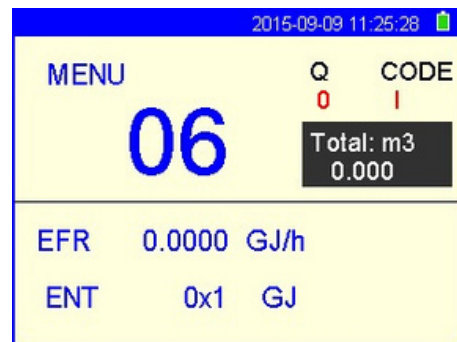 2015-09-09 11:25:28
MENU
06
Q CODE
0 I
Total: m3
0.000
EFR 0.0000 GJ/h
ENT 0x1 GJ